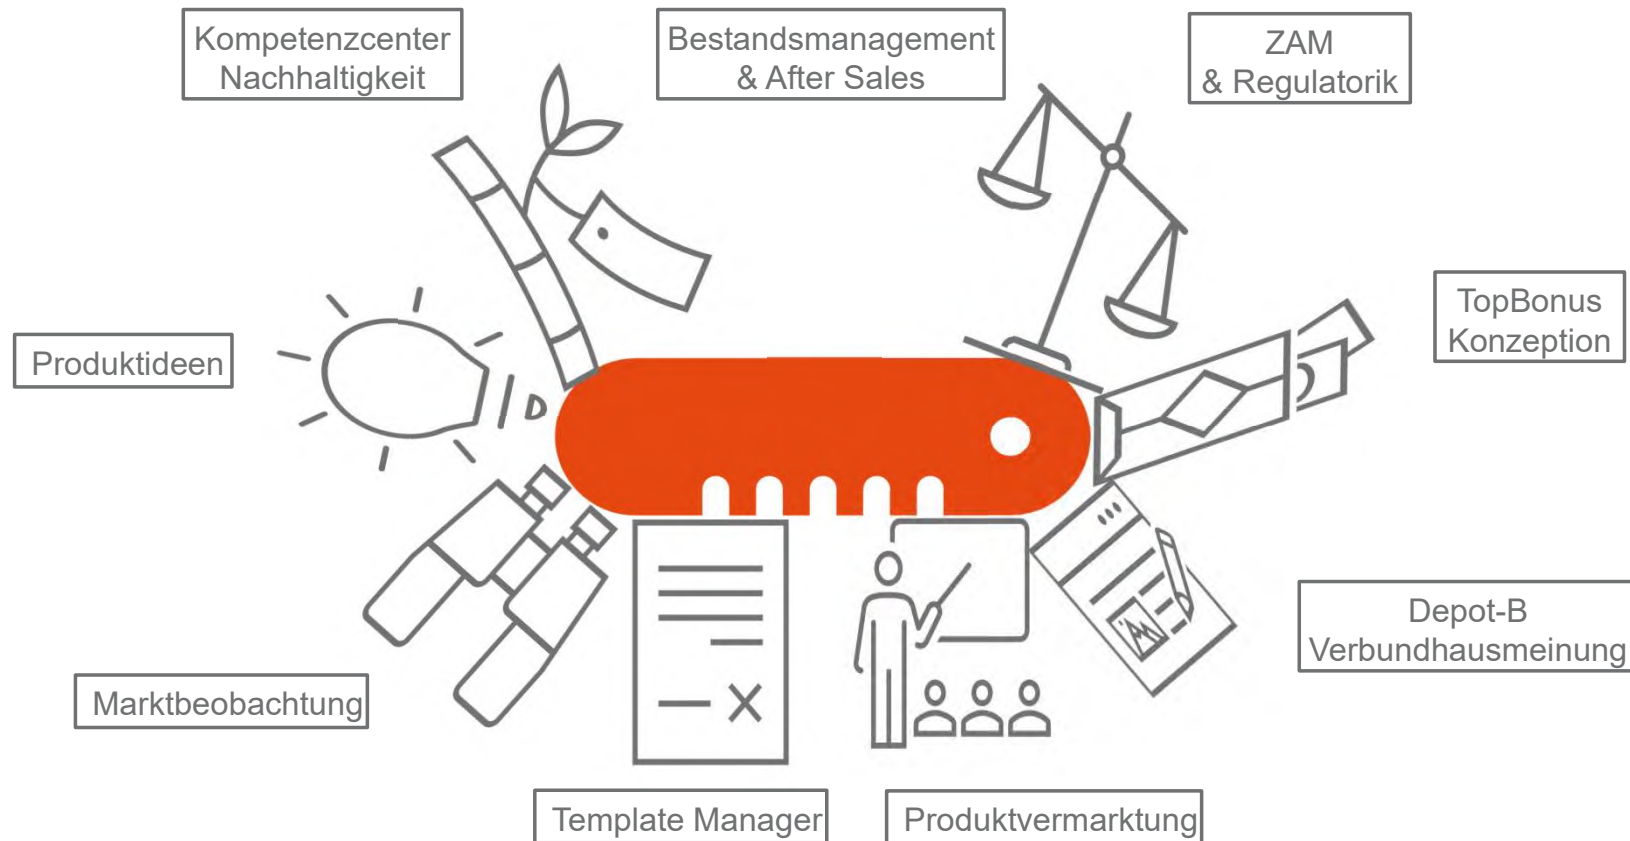 Kompetenzcenter
Nachhaltigkeit
Bestandsmanagement
& After Sales
ZAM
& Regulatorik
TopBonus
Konzeption
Produktideen
Depot-B
Verbundhausmeinung
Marktbeobachtung
Template Manager
Produktvermarktung